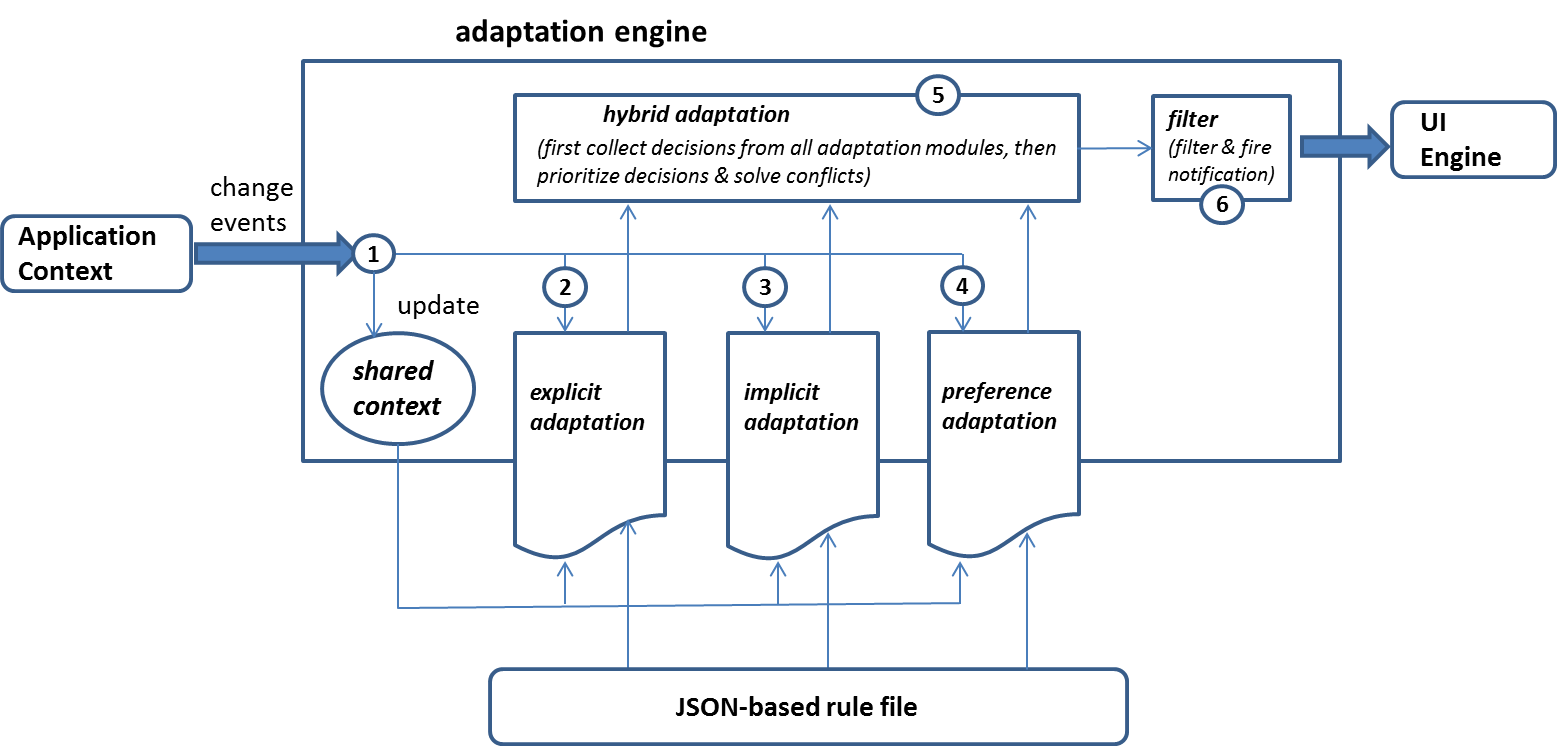 adaptation engine
5
hybrid adaptation
(first collect decisions from all adaptation modules, then
prioritize decisions & solve conflicts)
filter
(filter & fire
notification)
6
UI
Engine
change
events
Application
Context
1
update
2
3
4
shared
context
explicit
adaptation
implicit
adaptation
preference
adaptation
JSON-based rule file